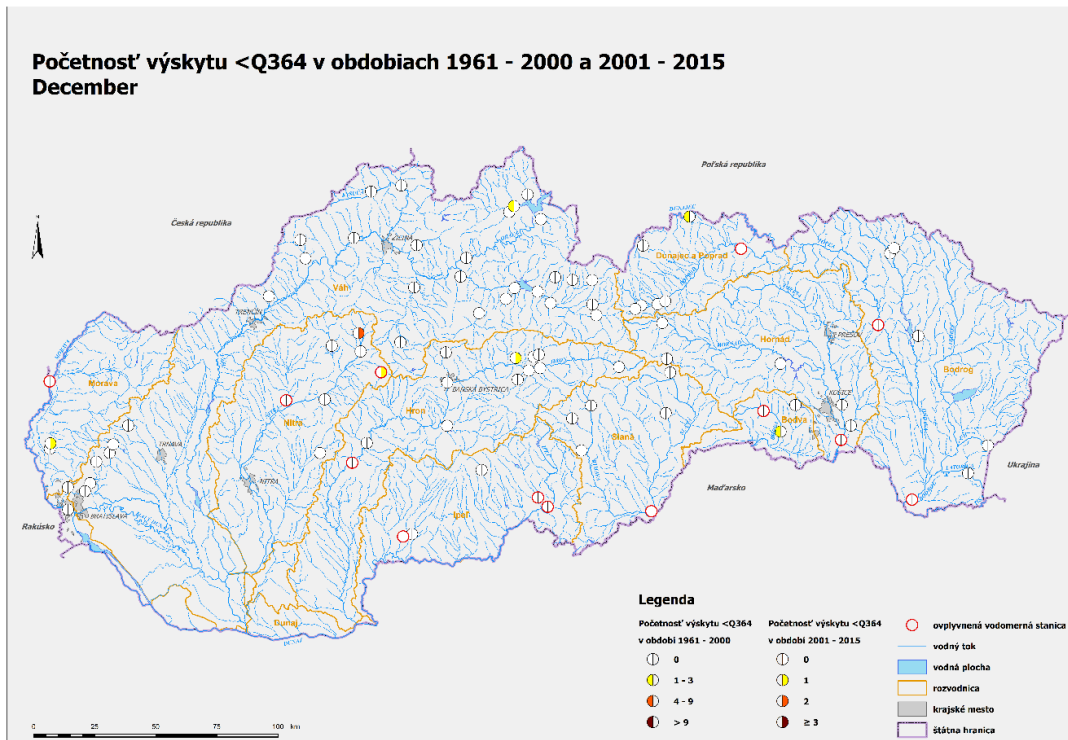 Početnosť výskytu <Q364 v obdobiach 1961 - 2000 a 2001 - 2015
December
Poľská republika
Česká republika
DUNAJEC
KYSUCA
ŽILINA
Dunajec a Poprad
Váh
TRENČÍN
PREŠOV
Hornád
Morava
Bodrog
BANSKÁ BYSTRICA
Hron
Nitra
KOŠICE
Bodva
Slaná
TRNAVA
NITRA
Ukrajina
Maďarsko
LATORICA
Ipeľ
Rakúsko
BRATISLAVA
Dunaj
DUNAJ
Legenda
Početnosť výskytu <Q364
v období 1961 - 2000
0
1 - 3
4 - 9
> 9
Početnosť výskytu <Q364
v období 2001 - 2015
0
1
2
≥ 3
ovplyvnená vodomerná stanica
vodný tok
vodná plocha
rozvodnica
krajské mesto
štátna hranica
0 25 50 100 km